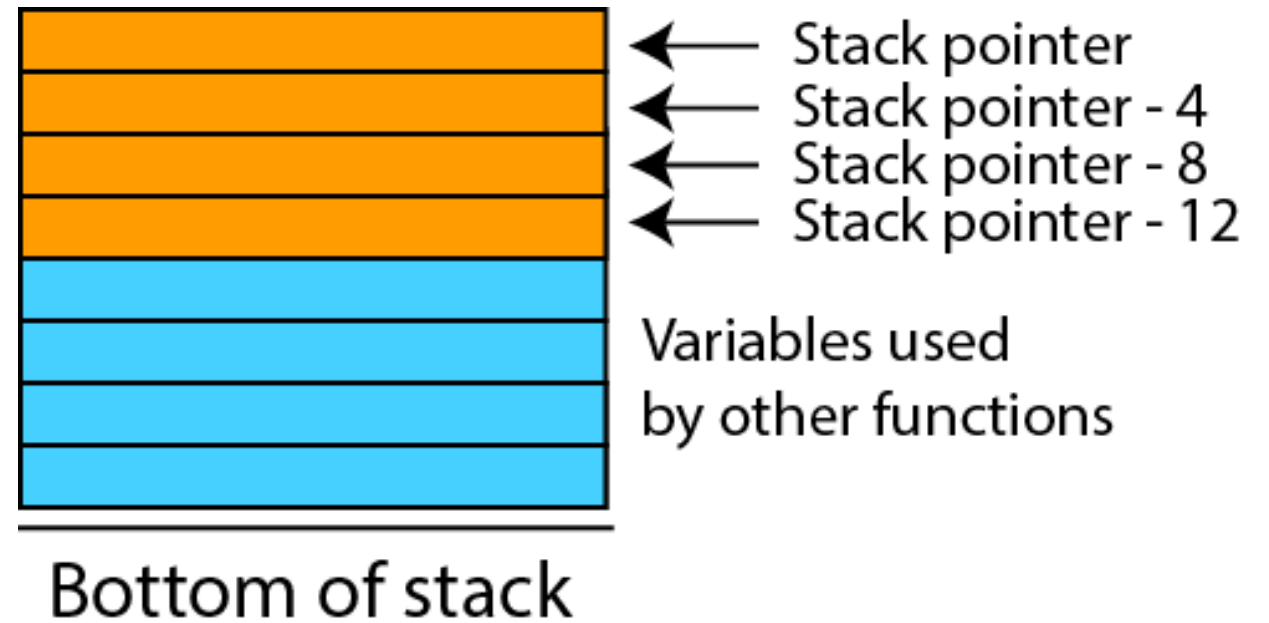 Stack pointer
Stack pointer - 4
Stack pointer - 8
Stack pointer - 12
Variables used
by other functions
Bottom of stack